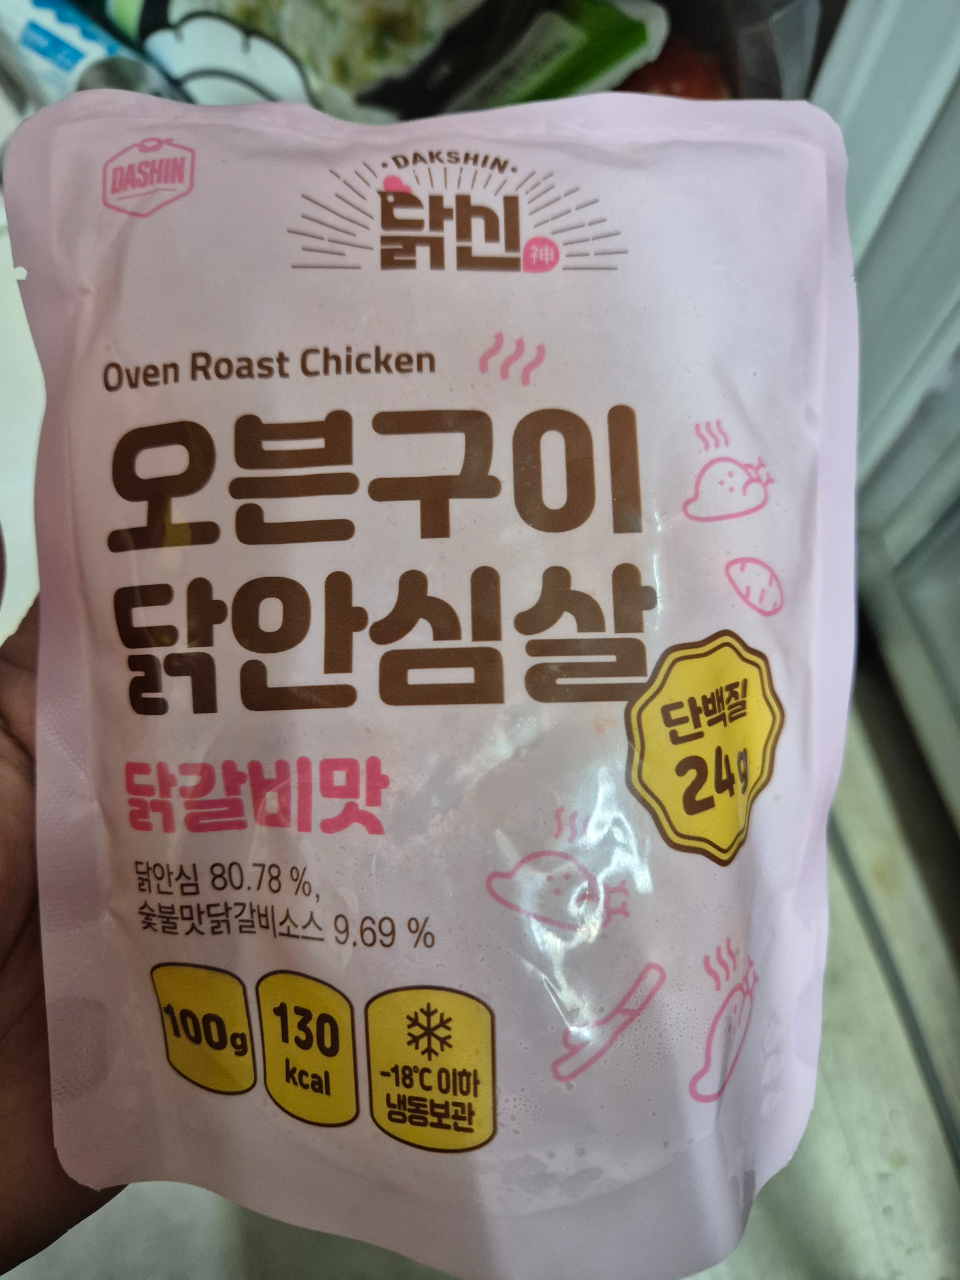 DASHIN
·DAKSHIN·
닭신
神
Oven Roast Chicken
오븐구이
닭안심살
단백질
24g
닭갈비맛
닭안심 80.78 %,
숯불맛닭갈비소스 9.69 %
100g
130
kcal
-18℃ 이하
냉동보관